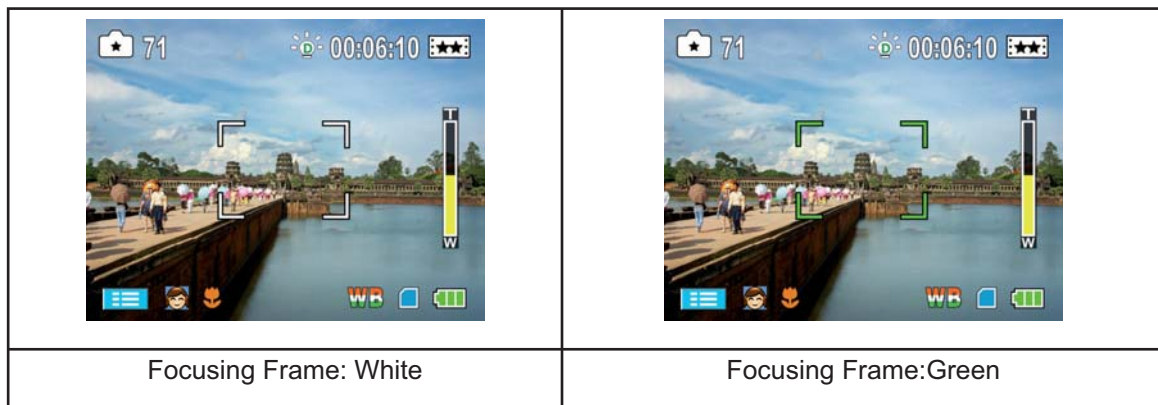 71 D 00:06:10
T
W
WB
71 D 00:06:10
T
W
WB
Focusing Frame: White
Focusing Frame:Green